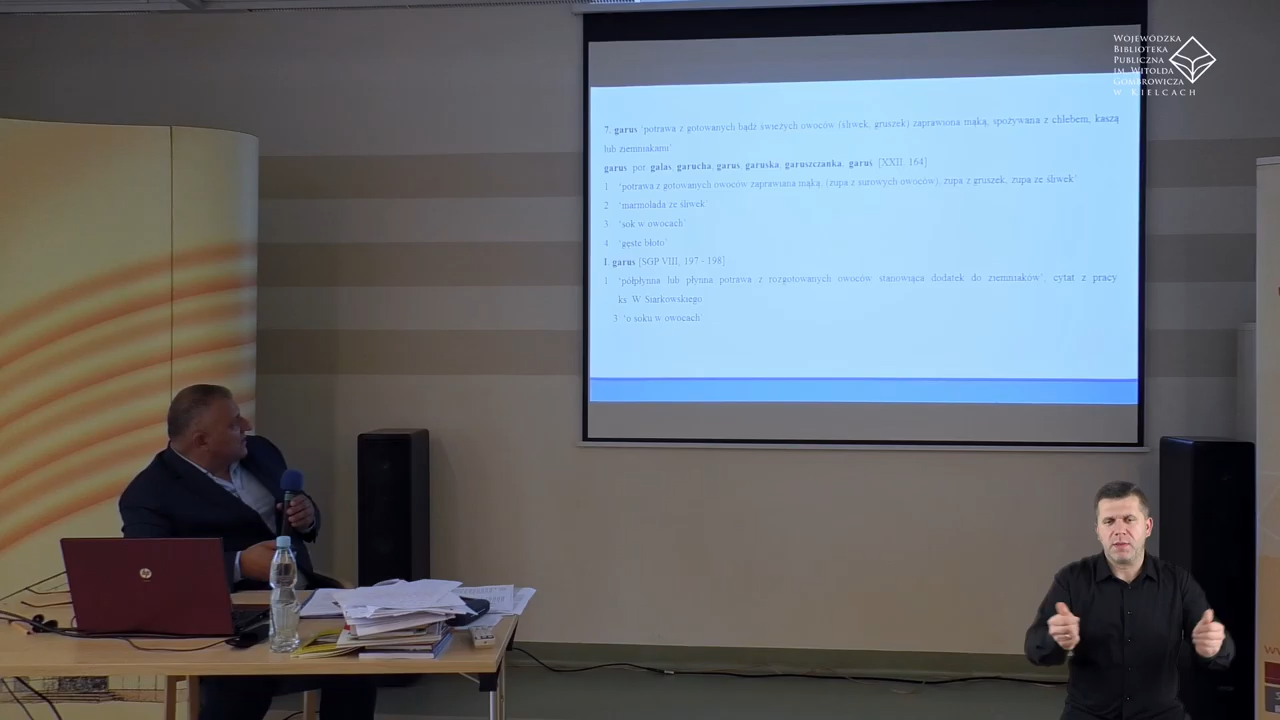 WOJEWÓDZKA
BIBLIOTEKA
PUBLICZNA
IM. WITOLDA
GOMBROWICZA
W KIELCACH
7. garus 'potrawa z gotowanych bądź świeżych owoców (śliwek, gruszek) zaprawiona mąką, spożywana z chlebem, kaszą
lub ziemniakami'
garus por. galas, garucha, garus, garuska, garuszczanka, garuś [XXII, 164]
1 'potrawa z gotowanych owoców zaprawiana mąką, (zupa z surowych owoców), zupa z gruszek, zupa ze śliwek'
2 'marmolada ze śliwek'
3 'sok w owocach'
4 'gęste błoto'
I. garus [SGP VIII, 197 - 198]
1 'półpłynna lub płynna potrawa z rozgotowanych owoców stanowiąca dodatek do ziemniaków', cytat z pracy
ks. W. Siarkowskiego
3 'o soku w owocach'
hp